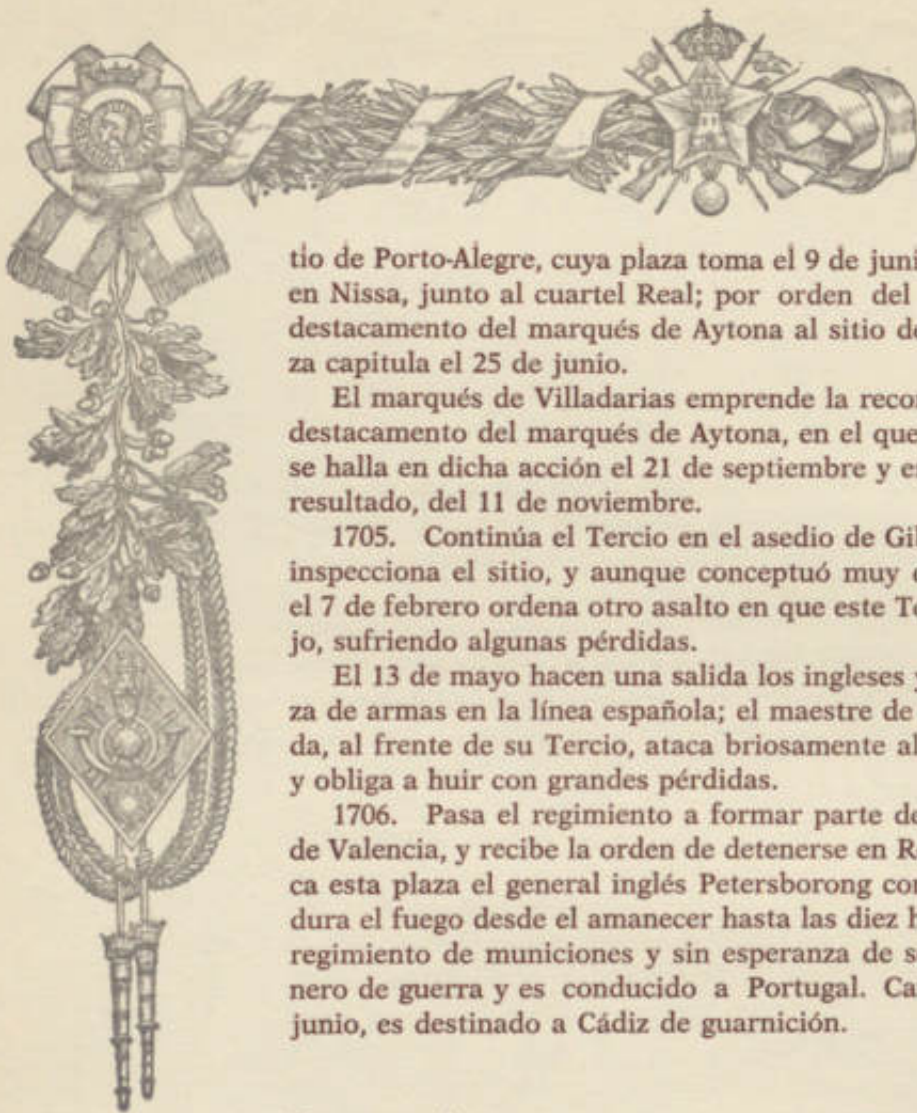 tio de Porto-Alegre, cuya plaza toma el 9 de juni
en Nissa, junto al cuartel Real; por orden del
destacamento del marqués de Aytona al sitio de
za capitula el 25 de junio.
El marqués de Villadarias emprende la recon
destacamento del marqués de Aytona, en el que
se halla en dicha acción el 21 de septiembre y e
resultado, del 11 de noviembre.
1705. Continúa el Tercio en el asedio de Gil
inspecciona el sitio, y aunque conceptuó muy
el 7 de febrero ordena otro asalto en que este T
jo, sufriendo algunas pérdidas.
El 13 de mayo hacen una salida los ingleses y
za de armas en la línea española; el maestre de
da, al frente de su Tercio, ataca briosamente al
y obliga a huir con grandes pérdidas.
1706. Pasa el regimiento a formar parte de
de Valencia, y recibe la orden de detenerse en R
ca esta plaza el general inglés Petersborong con
dura el fuego desde el amanecer hasta las diez h
regimiento de municiones y sin esperanza de s
nero de guerra y es conducido a Portugal. Ca
junio, es destinado a Cádiz de guarnición.